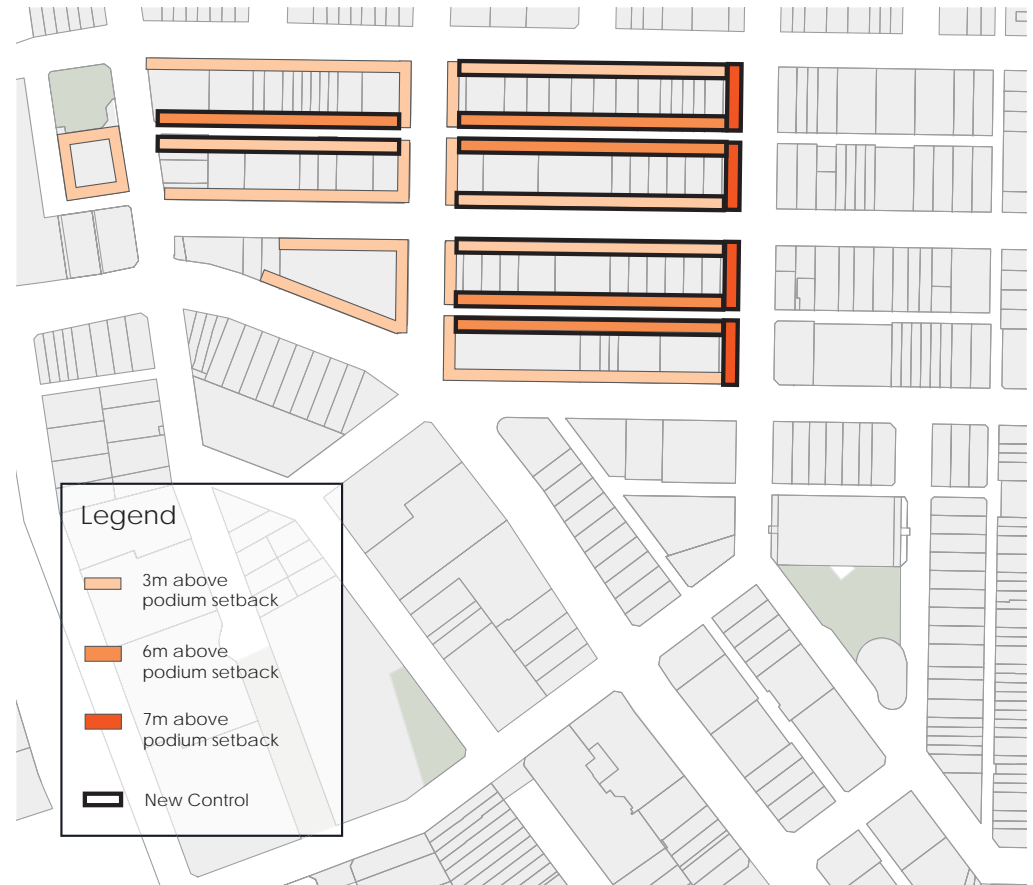 Legend
3m above
podium setback
6m above
podium setback
7m above
podium setback
New Control